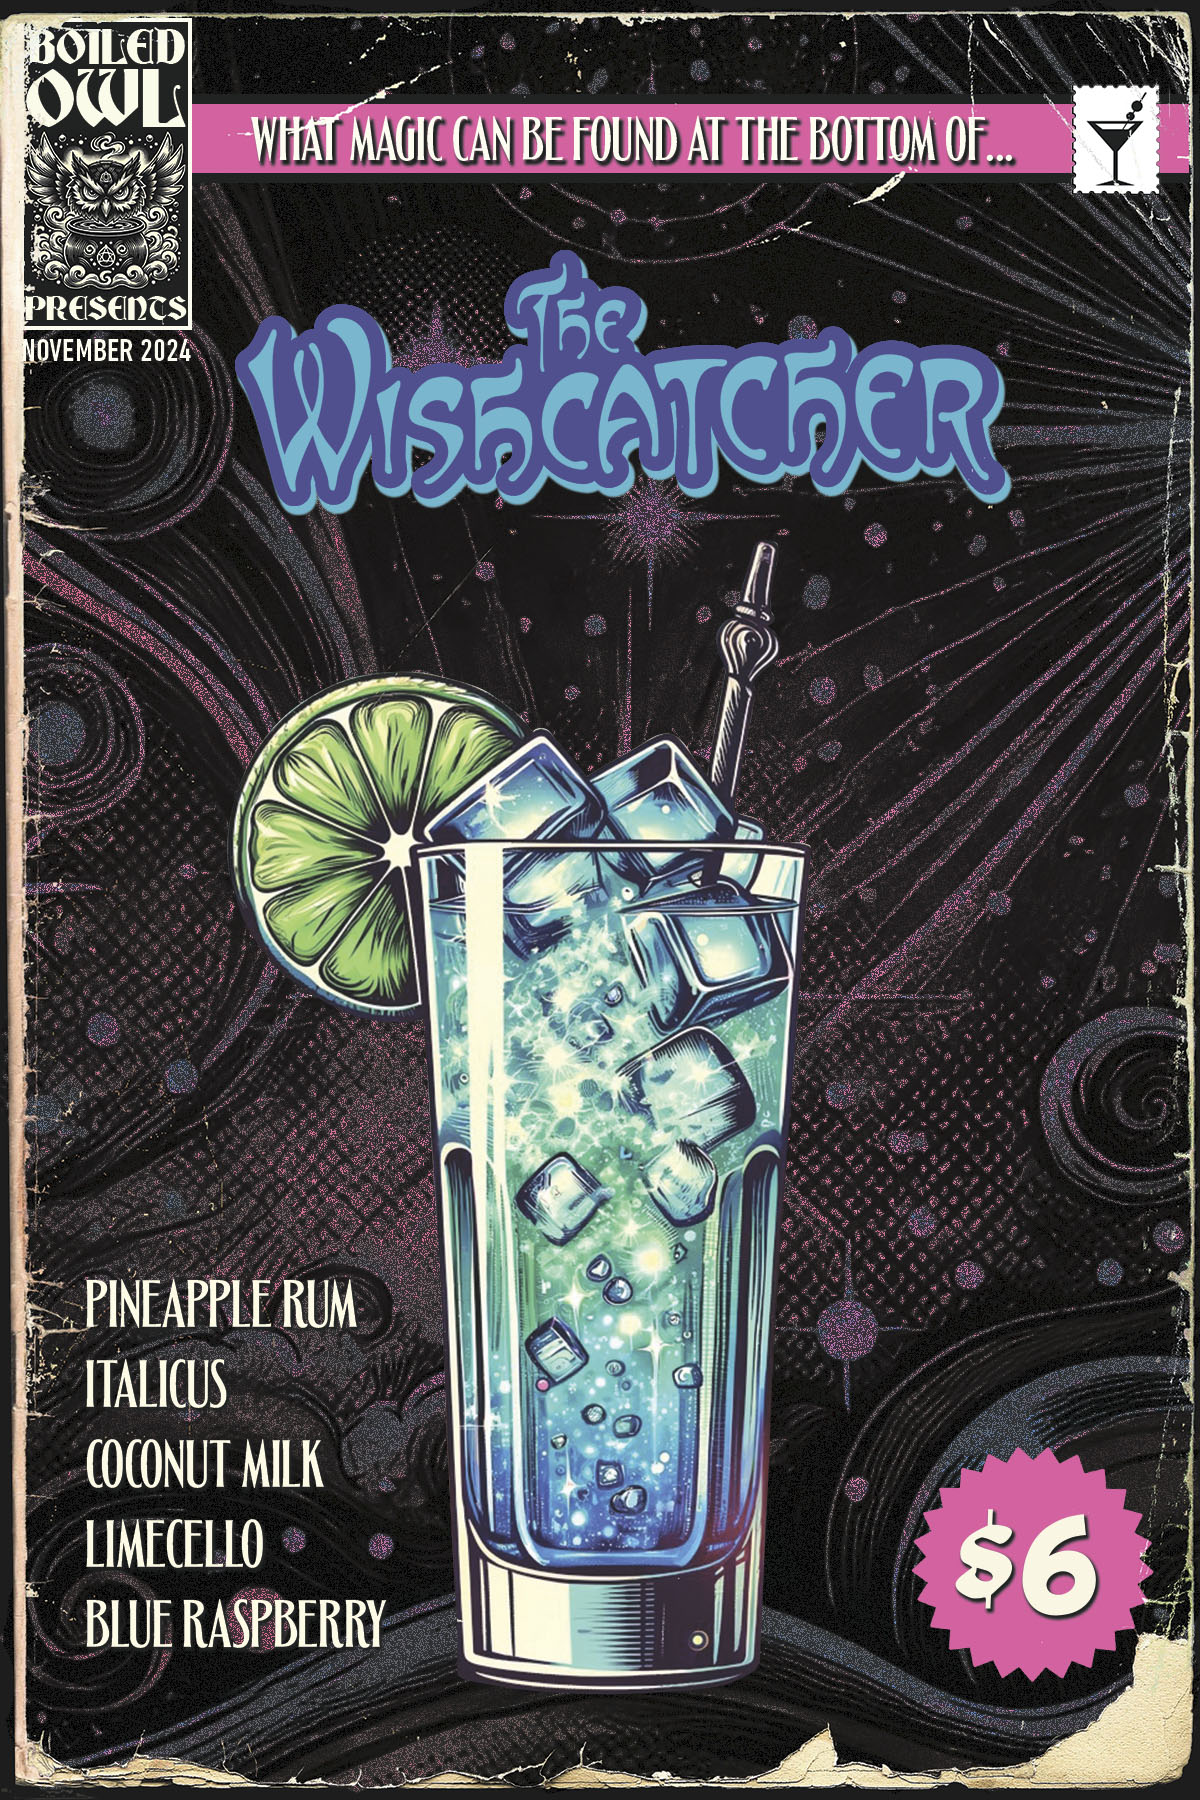 BOILED
OWL
PRESENTS
NOVEMBER 2024
WHAT MAGIC CAN BE FOUND AT THE BOTTOM OF...
THE
WISHCATCHER
PINEAPPLE RUM
ITALICUS
COCONUT MILK
LIMECELLO
BLUE RASPBERRY
$6